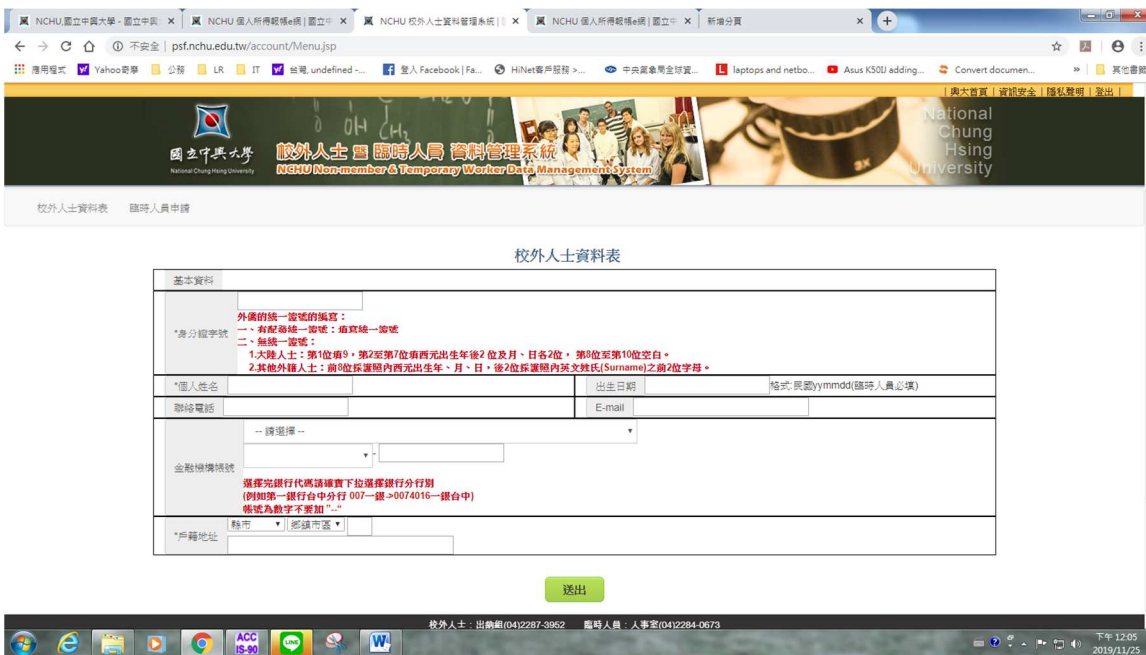 NCHU,國立中興大學 - 國立中興
NCHU 個人所得報帳e網 | 國立中
NCHU 校外人士資料管理系統 |
NCHU 個人所得報帳e網 | 國立中
新增分頁
不安全 | psf.nchu.edu.tw/account/Menu.jsp
應用程式 Yahoo奇摩 公務 LR IT 台灣, undefined -... 登入 Facebook | Fa... HiNet客戶服務 >... 中央氣象局全球資... laptops and netbo... Asus K50IJ adding... Convert documen... » 其他書籤
| 興大首頁 | 資訊安全 | 隱私聲明 | 登出 |
國立中興大學
National Chung Hsing University
校外人士 暨 臨時人員 資料管理系統
NCHU Non-member & Temporary Worker Data Management System
OH CH₂
3X
National
Chung
Hsing
University
校外人士資料表 臨時人員申請
校外人士資料表
基本資料
*身分證字號
外僑的統一證號的編寫:
一、有配發統一證號:填寫統一證號
二、無統一證號:
1.大陸人士:第1位填9,第2至第7位填西元出生年後2 位及月、日各2位, 第8位至第10位空白。
2.其他外籍人士:前8位採護照內西元出生年、月、日,後2位採護照內英文姓氏(Surname)之前2位字母。
*個人姓名 出生日期 格式:民國yymmdd(臨時人員必填)
聯絡電話 E-mail
-- 請選擇 --
-
金融機構帳號
選擇完銀行代碼請確實下拉選擇銀行分行別
(例如第一銀行台中分行 007一銀->0074016一銀台中)
帳號為數字不要加 "--"
*戶籍地址 縣市 鄉鎮市區
送出
校外人士:出納組(04)2287-3952 臨時人員:人事室(04)2284-0673
ACC
IS-90
LINE
W
下午 12:05
2019/11/25